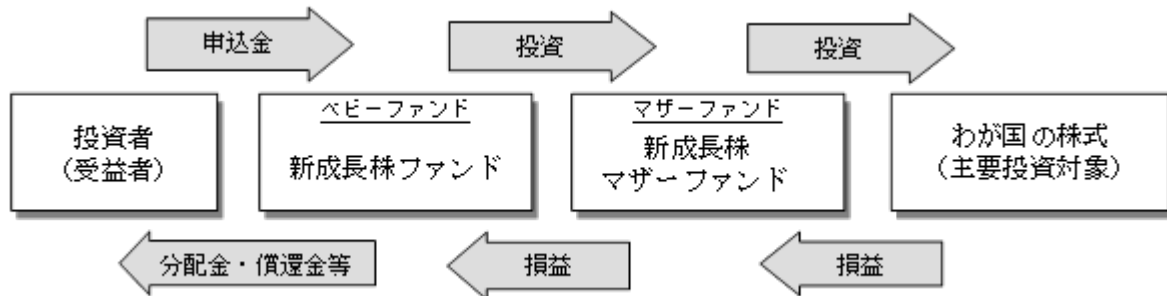 申込金
投資
投資
投資者
(受益者)
ベビーファンド
新成長株ファンド
マザーファンド
新成長株
マザーファンド
わが国の株式
(主要投資対象)
分配金・償還金等
損益
損益